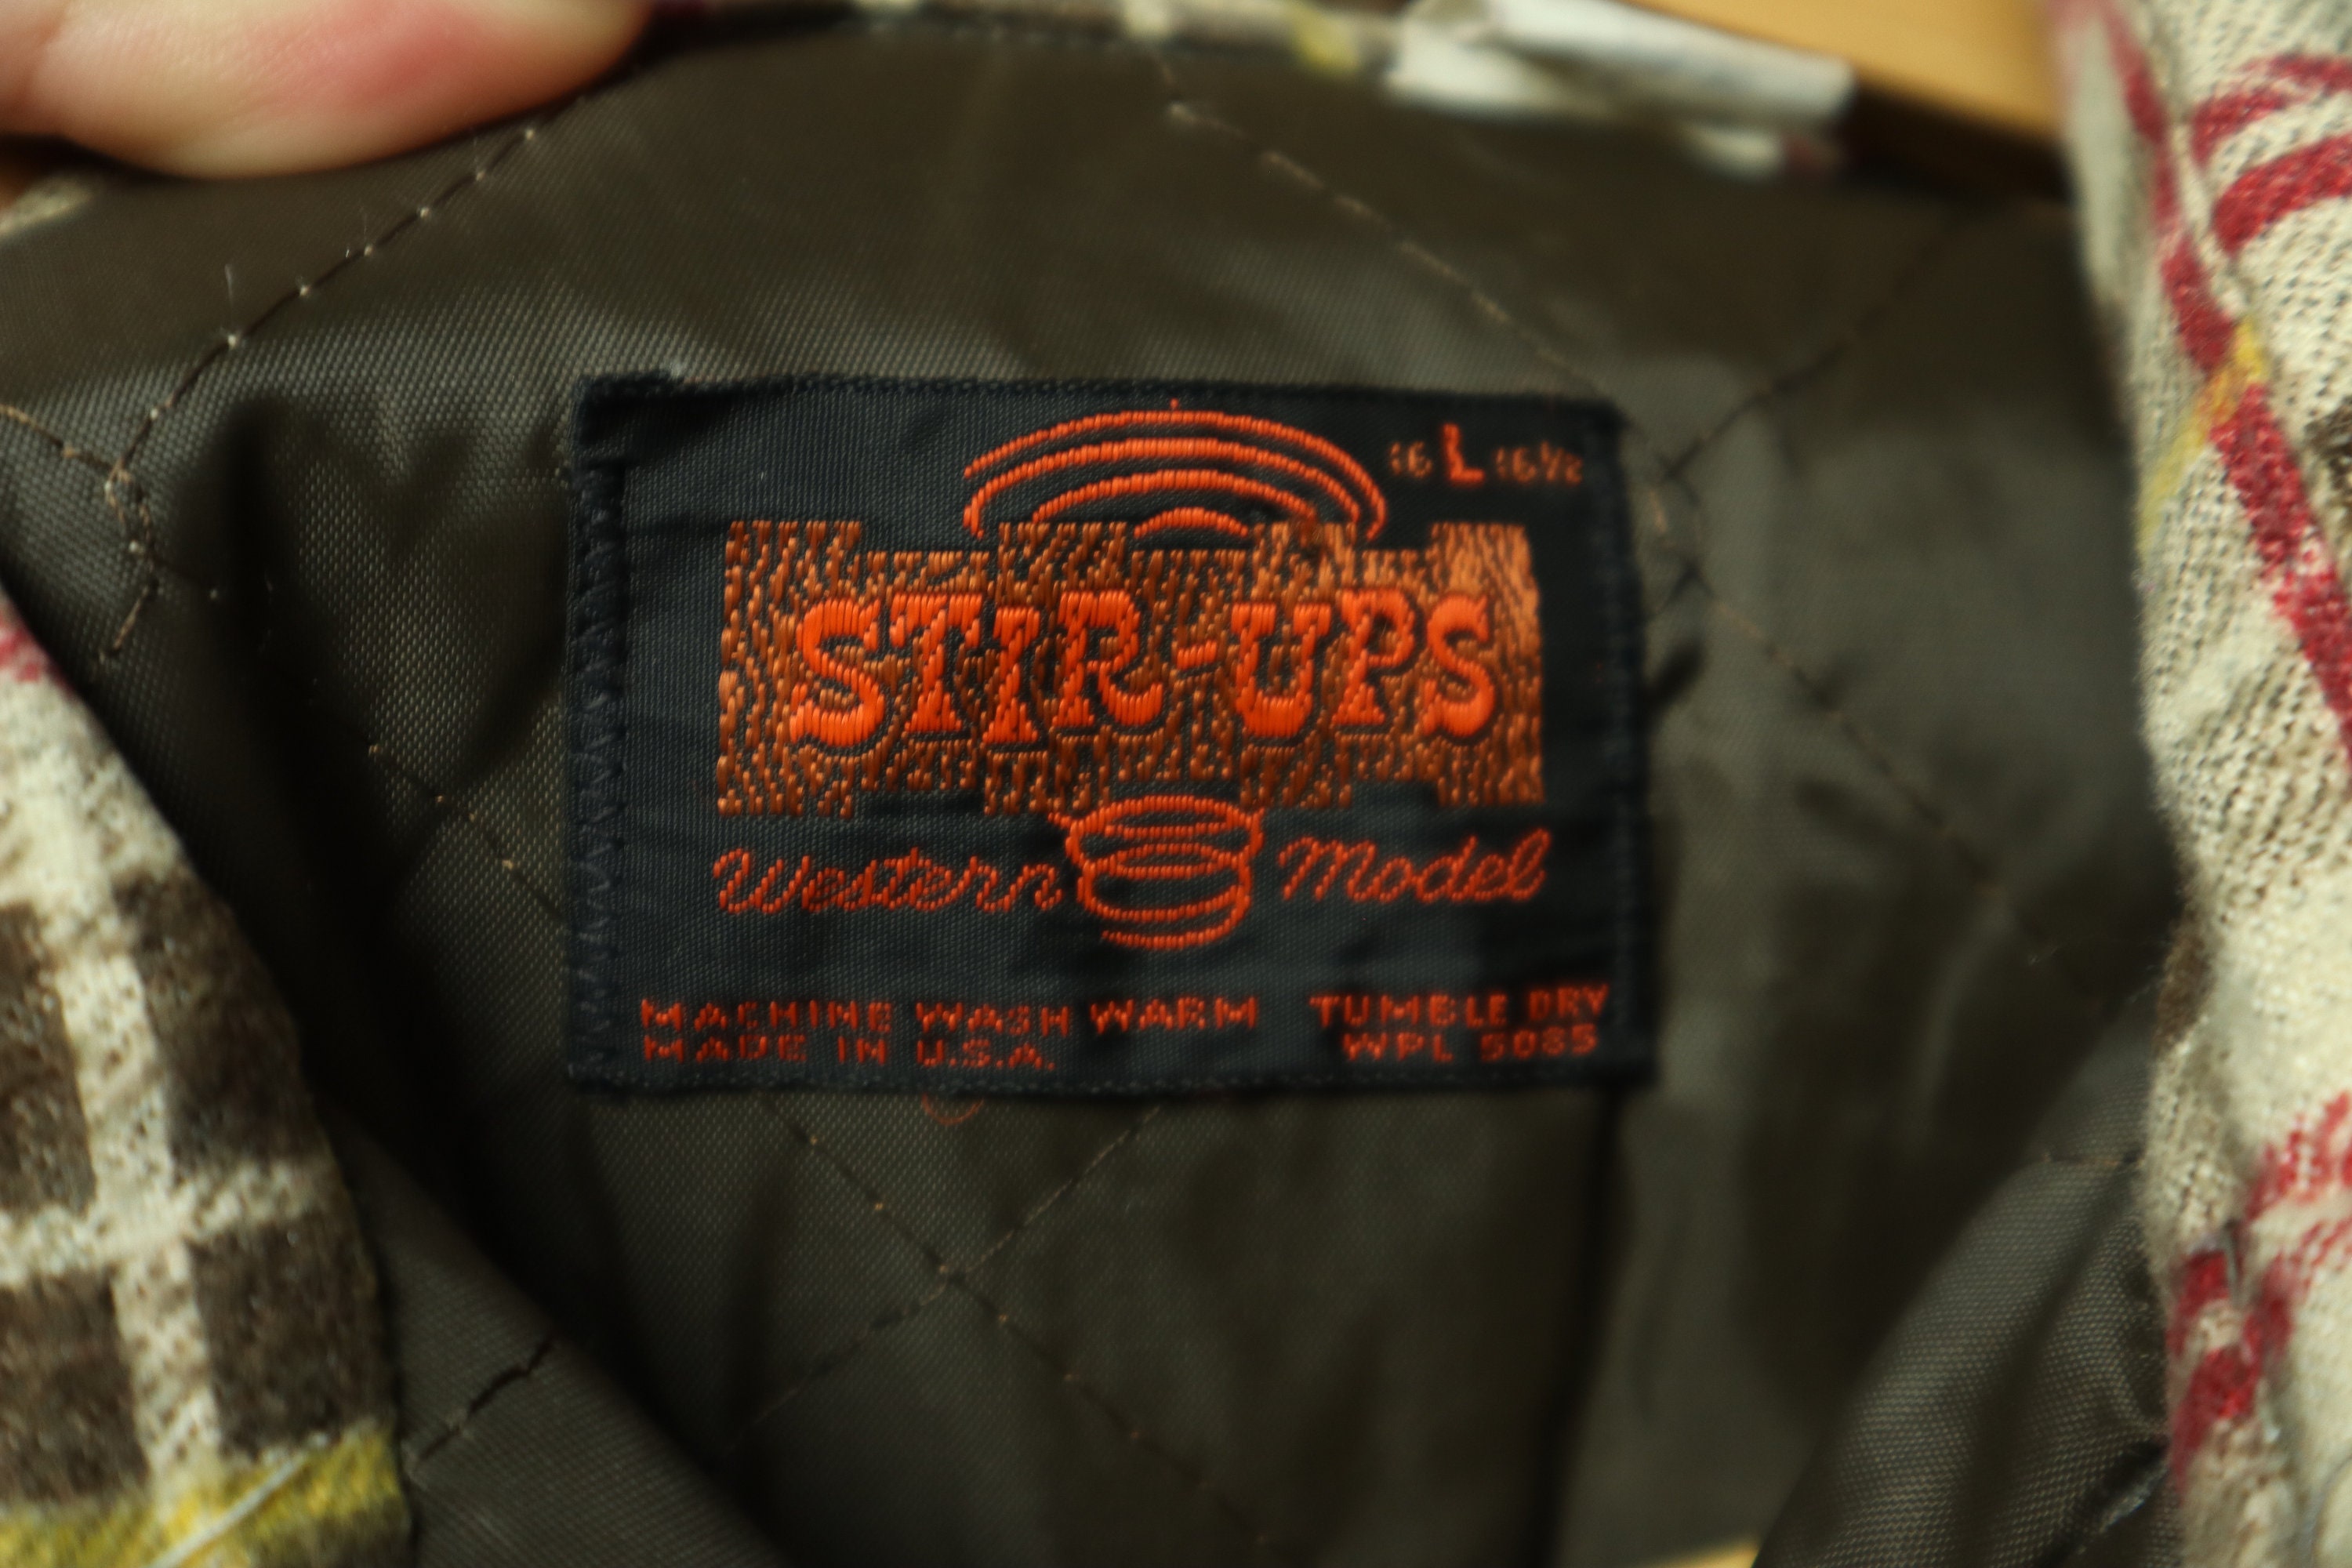 16 L 16½
STIR-UPS
Western Model
MACHINE WASH WARM TUMBLE DRY
MADE IN U.S.A. WPL 5085